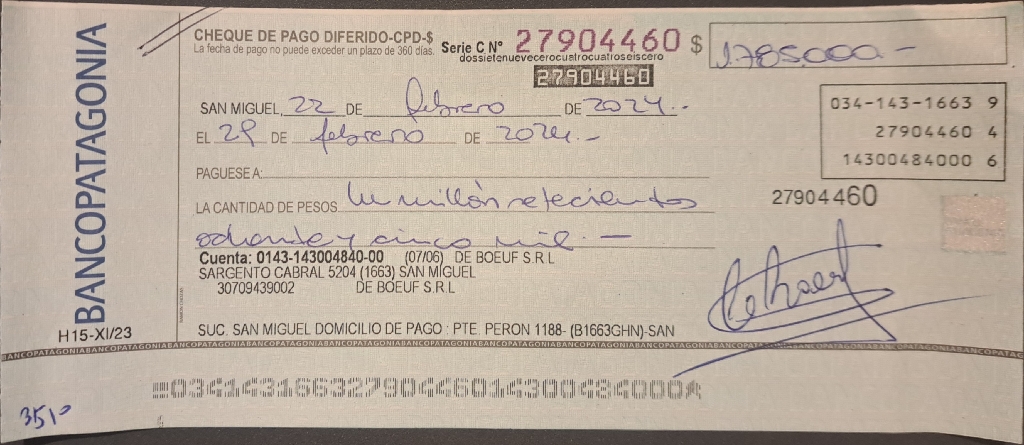 BANCOPATAGONIA
H15-XI/23
CHEQUE DE PAGO DIFERIDO-CPD-$
La fecha de pago no puede exceder un plazo de 360 días.
Serie C Nº 27904460
dossietenuevecerocuatrocuatroseiscero
27904460
$ 1.785.000.-
034-143-1663 9
27904460 4
14300484000 6
27904460
SAN MIGUEL, 22 DE febrero DE 2024.-
EL 29 DE febrero DE 2024.-
PAGUESE A:
LA CANTIDAD DE PESOS Un millón setecientos
ochenta y cinco mil.-
Cuenta: 0143-143004840-00 (07/06) DE BOEUF S.R.L
SARGENTO CABRAL 5204 (1663) SAN MIGUEL
30709439002 DE BOEUF S.R.L
SUC. SAN MIGUEL DOMICILIO DE PAGO : PTE. PERON 1188- (B1663GHN)-SAN
BANCOPATAGONIABANCOPATAGONIABANCOPATAGONIABANCOPATAGONIABANCOPATAGONIA
03414316632790446014300484000